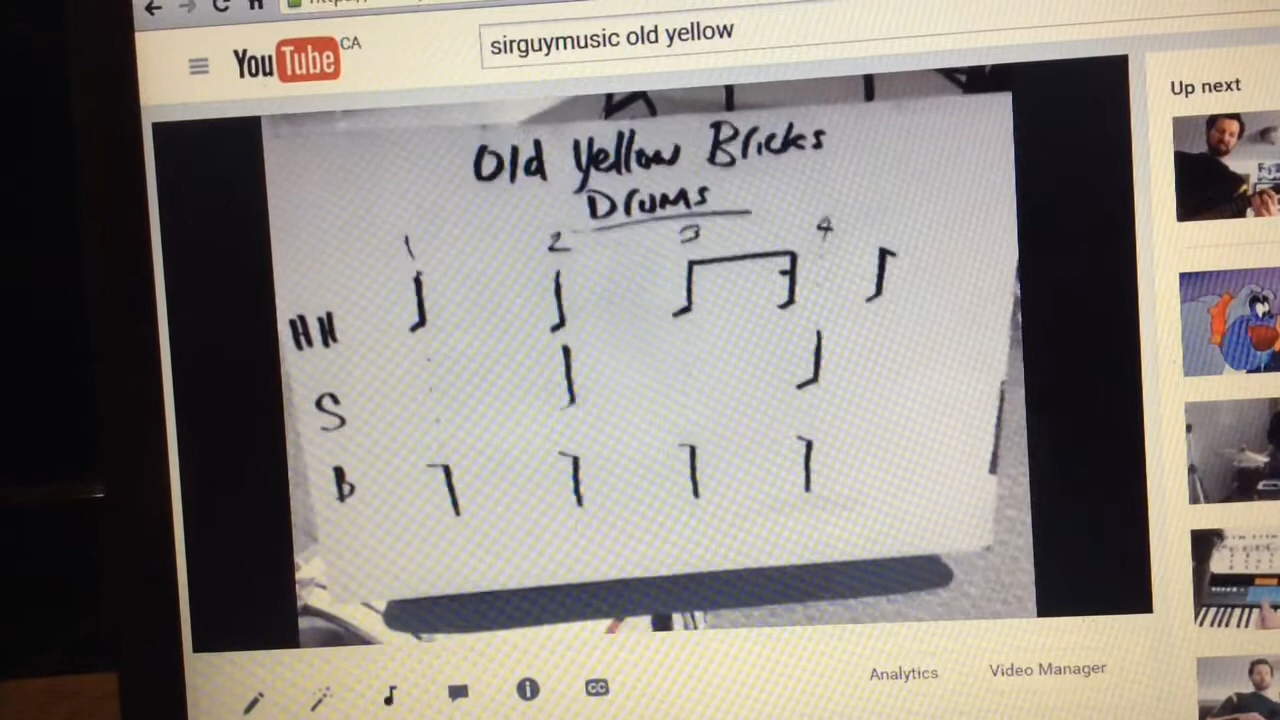 YouTube CA
sirguymusic old yellow
Up next
Old Yellow Bricks
Drums
1 2 3 4
HH
S
B
Analytics Video Manager
CC